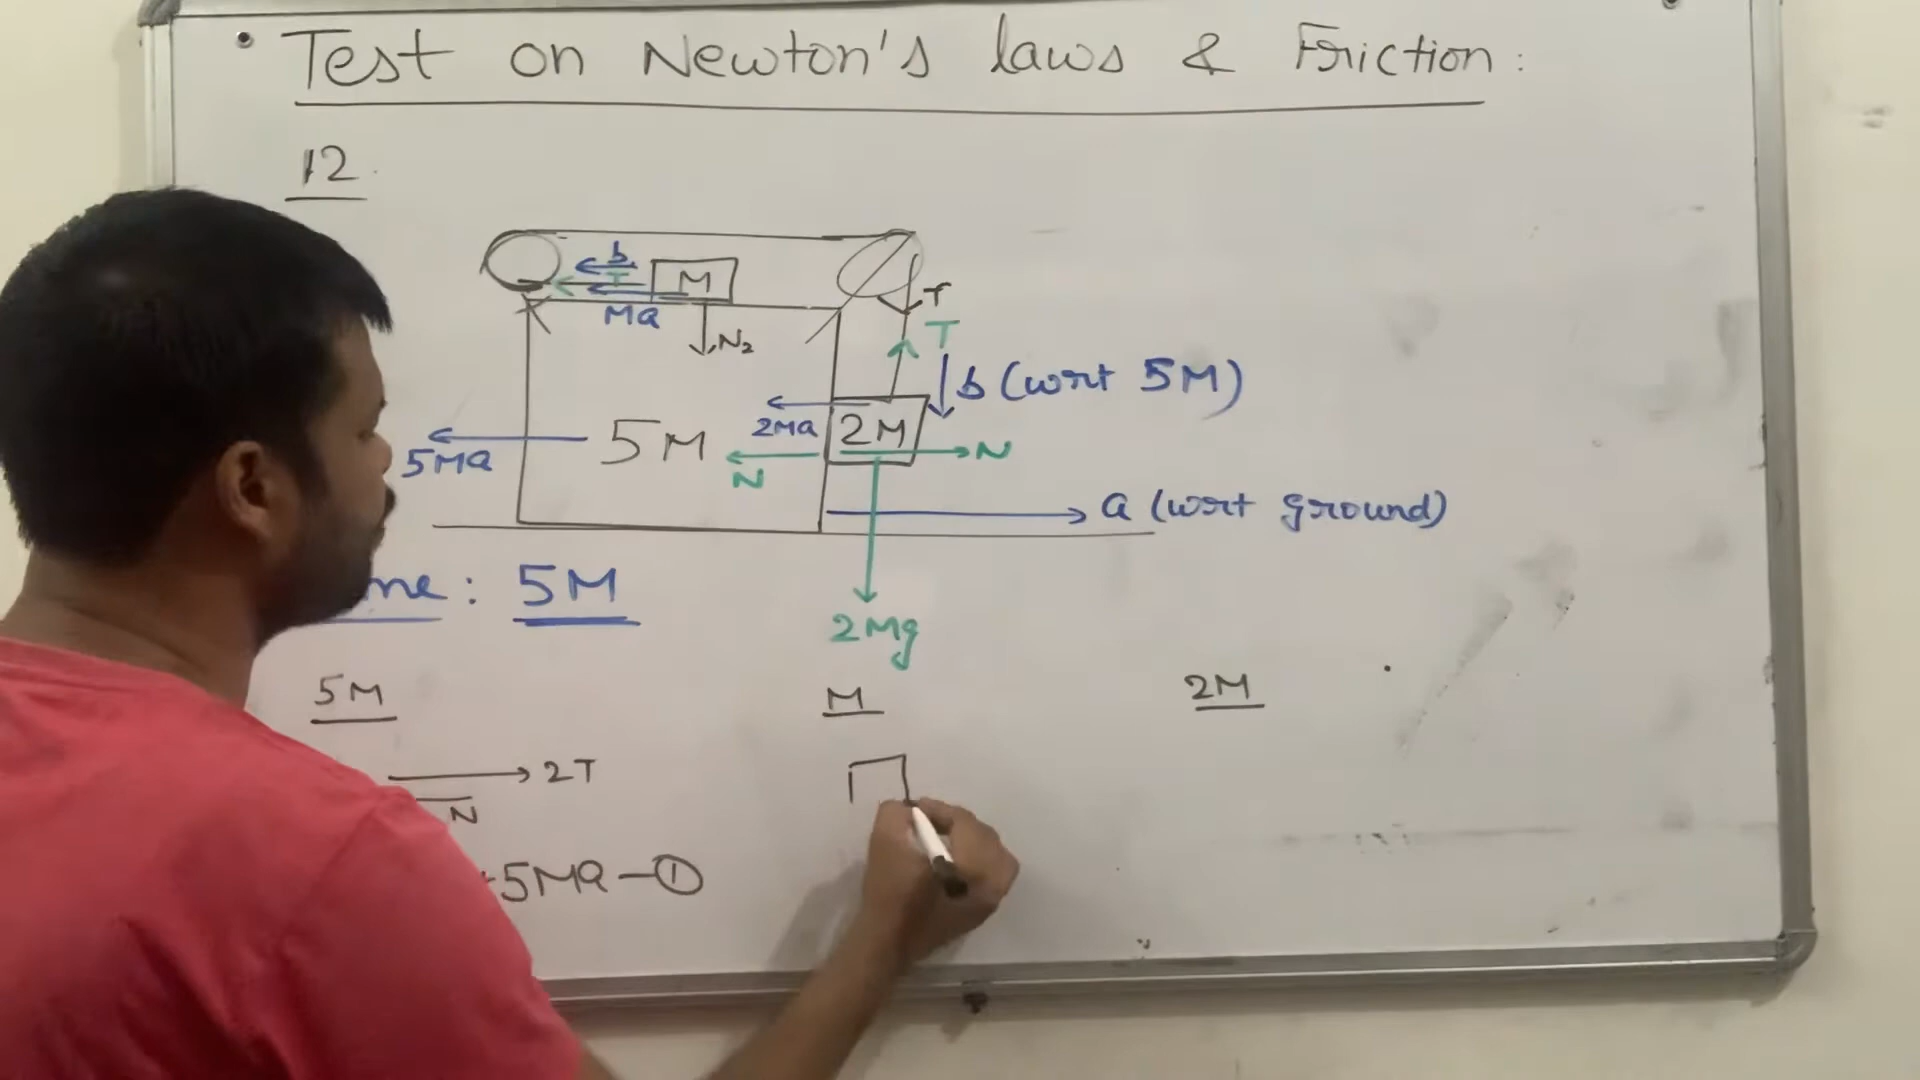 Test on Newton's laws & Friction:
12.
b
T
M
Ma
N₂
T
T
b (wrt 5M)
2Ma
2M
5M
5Ma
N
N
a (wrt ground)
: 5M
2Mg
5M
M
2M
2T
N
5Ma - ①